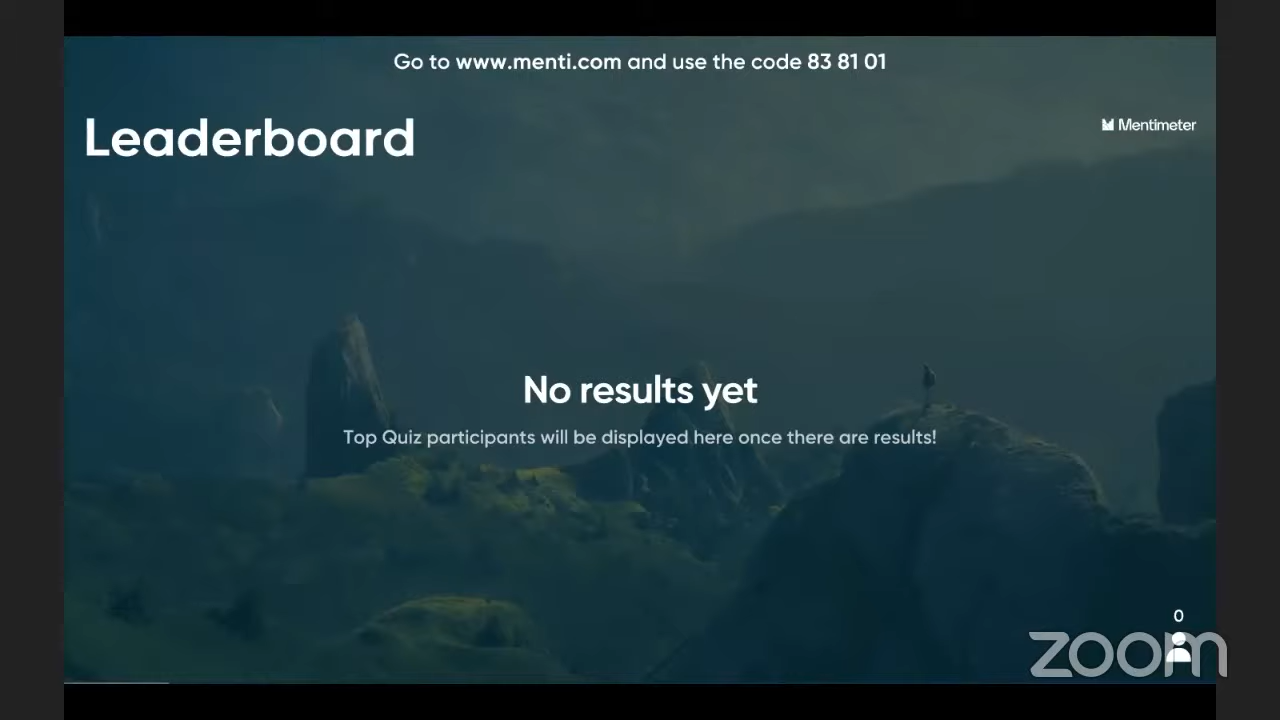 Go to www.menti.com and use the code 83 81 01
Leaderboard
Mentimeter
No results yet
Top Quiz participants will be displayed here once there are results!
0
zoom